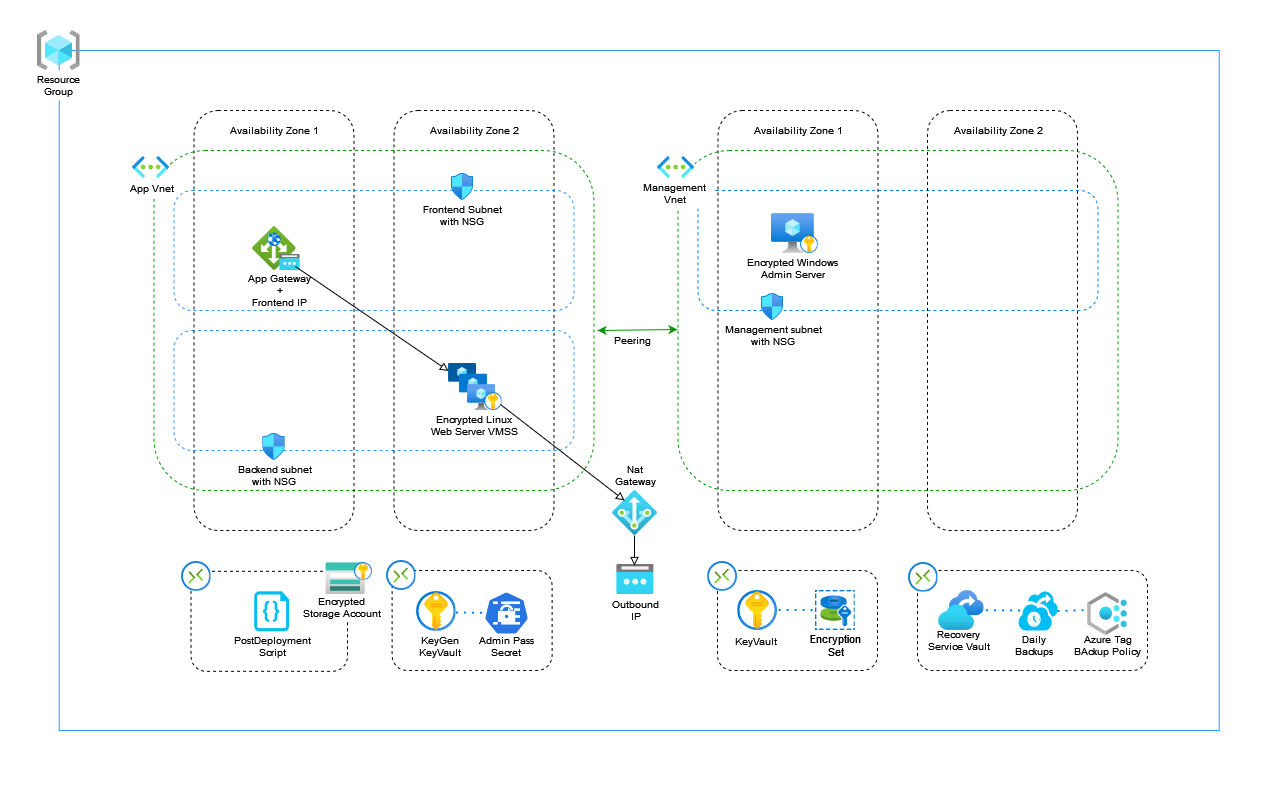 Resource
Group
Availability Zone 1
Availability Zone 2
Availability Zone 1
Availability Zone 2
App Vnet
Management
Vnet
Frontend Subnet
with NSG
App Gateway
+
Frontend IP
Encrypted Windows
Admin Server
Management subnet
with NSG
Peering
Encrypted Linux
Web Server VMSS
Backend subnet
with NSG
Nat
Gateway
Outbound
IP
Encrypted
Storage Account
PostDeployment
Script
KeyGen
KeyVault
Admin Pass
Secret
KeyVault
Encryption
Set
Recovery
Service Vault
Daily
Backups
Azure Tag
BAckup Policy